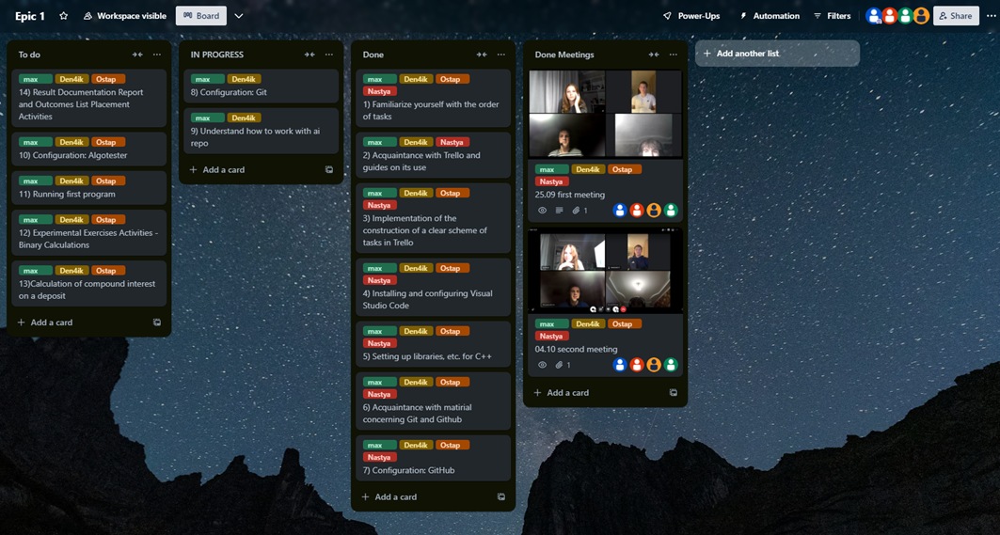 Epic 1 Workspace visible Board Power-Ups Automation Filters Share
To do
max Den4ik Ostap
14) Result Documentation Report
and Outcomes List Placement
Activities
max Den4ik Ostap
10) Configuration: Algotester
max Den4ik Ostap
11) Running first program
max Den4ik Ostap
12) Experimental Exercises Activities -
Binary Calculations
max Den4ik Ostap
13)Calculation of compound interest
on a deposit
+ Add a card
IN PROGRESS
max Den4ik
8) Configuration: Git
max Den4ik
9) Understand how to work with ai
repo
+ Add a card
Done
max Den4ik Ostap
Nastya
1) Familiarize yourself with the order
of tasks
max Den4ik Nastya
2) Acquaintance with Trello and
guides on its use
max Den4ik Ostap
Nastya
3) Implementation of the
construction of a clear scheme of
tasks in Trello
max Den4ik Ostap
Nastya
4) Installing and configuring Visual
Studio Code
max Den4ik Ostap
Nastya
5) Setting up libraries, etc. for C++
max Den4ik Ostap
Nastya
6) Acquaintance with matirial
concerning Git and Github
max Den4ik Ostap
Nastya
7) Configuration: GitHub
+ Add a card
Done Meetings
max Den4ik Ostap
Nastya
25.09 first meeting
1
max Den4ik Ostap
Nastya
04.10 second meeting
1
+ Add a card
+ Add another list